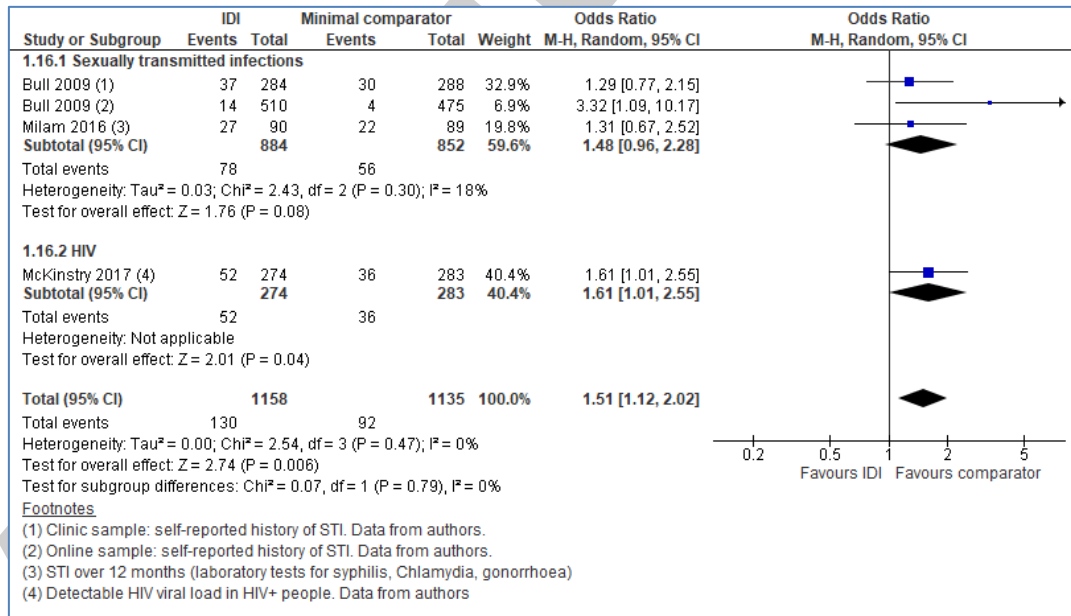 IDI Minimal comparator Odds Ratio Odds Ratio
Study or Subgroup Events Total Events Total Weight M-H, Random, 95% CI M-H, Random, 95% CI
1.16.1 Sexually transmitted infections
Bull 2009 (1) 37 284 30 288 32.9% 1.29 [0.77, 2.15]
Bull 2009 (2) 14 510 4 475 6.9% 3.32 [1.09, 10.17]
Milam 2016 (3) 27 90 22 89 19.8% 1.31 [0.67, 2.52]
Subtotal (95% CI) 884 852 59.6% 1.48 [0.96, 2.28]
Total events 78 56
Heterogeneity: Tau² = 0.03; Chi² = 2.43, df = 2 (P = 0.30); I² = 18%
Test for overall effect: Z = 1.76 (P = 0.08)
1.16.2 HIV
McKinstry 2017 (4) 52 274 36 283 40.4% 1.61 [1.01, 2.55]
Subtotal (95% CI) 274 283 40.4% 1.61 [1.01, 2.55]
Total events 52 36
Heterogeneity: Not applicable
Test for overall effect: Z = 2.01 (P = 0.04)
Total (95% CI) 1158 1135 100.0% 1.51 [1.12, 2.02]
Total events 130 92
Heterogeneity: Tau² = 0.00; Chi² = 2.54, df = 3 (P = 0.47); I² = 0%
Test for overall effect: Z = 2.74 (P = 0.006)
Test for subgroup differences: Chi² = 0.07, df = 1 (P = 0.79), I² = 0%
0.2 0.5 1 2 5
Favours IDI Favours comparator
Footnotes
(1) Clinic sample: self-reported history of STI. Data from authors.
(2) Online sample: self-reported history of STI. Data from authors.
(3) STI over 12 months (laboratory tests for syphilis, Chlamydia, gonorrhoea)
(4) Detectable HIV viral load in HIV+ people. Data from authors